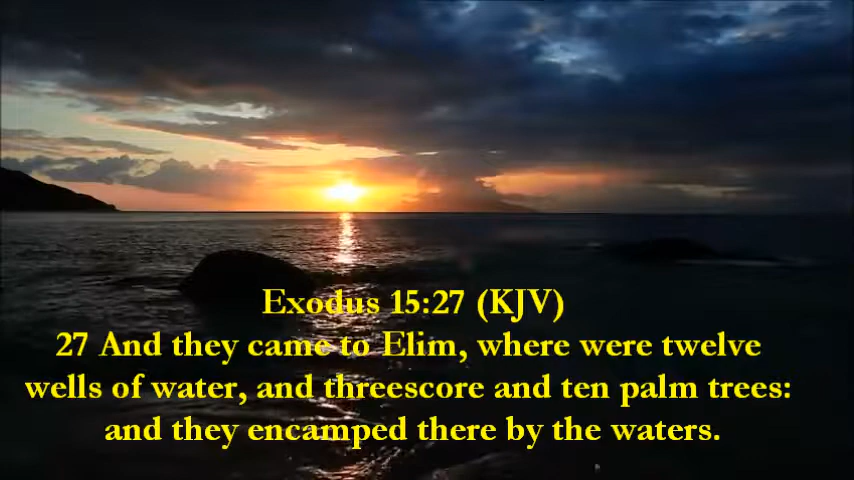 Exodus 15:27 (KJV)
27 And they came to Elim, where were twelve
wells of water, and threescore and ten palm trees:
and they encamped there by the waters.